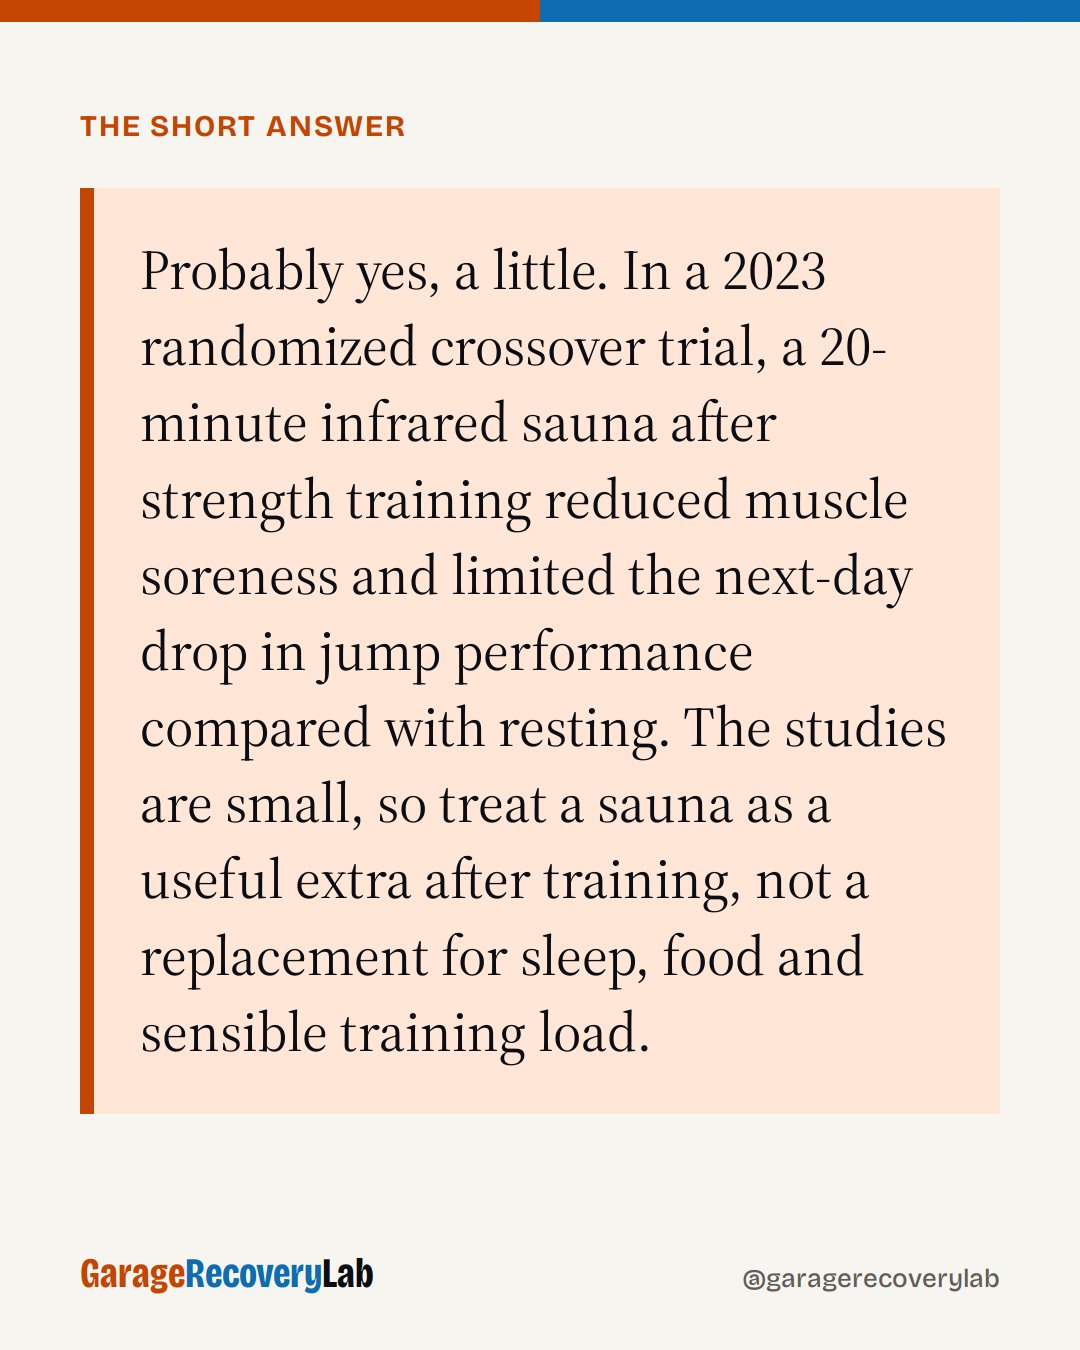 THE SHORT ANSWER
Probably yes, a little. In a 2023
randomized crossover trial, a 20-
minute infrared sauna after
strength training reduced muscle
soreness and limited the next-day
drop in jump performance
compared with resting. The studies
are small, so treat a sauna as a
useful extra after training, not a
replacement for sleep, food and
sensible training load.
GarageRecoveryLab
@garagerecoverylab